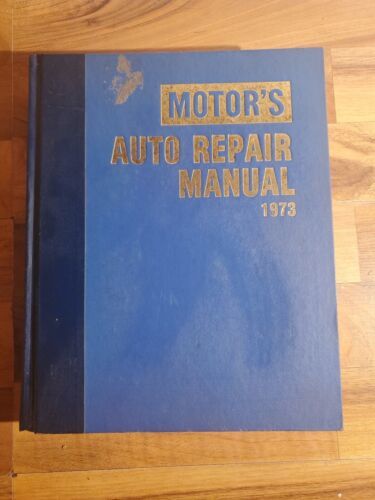 MOTOR'S
AUTO REPAIR
MANUAL
1973